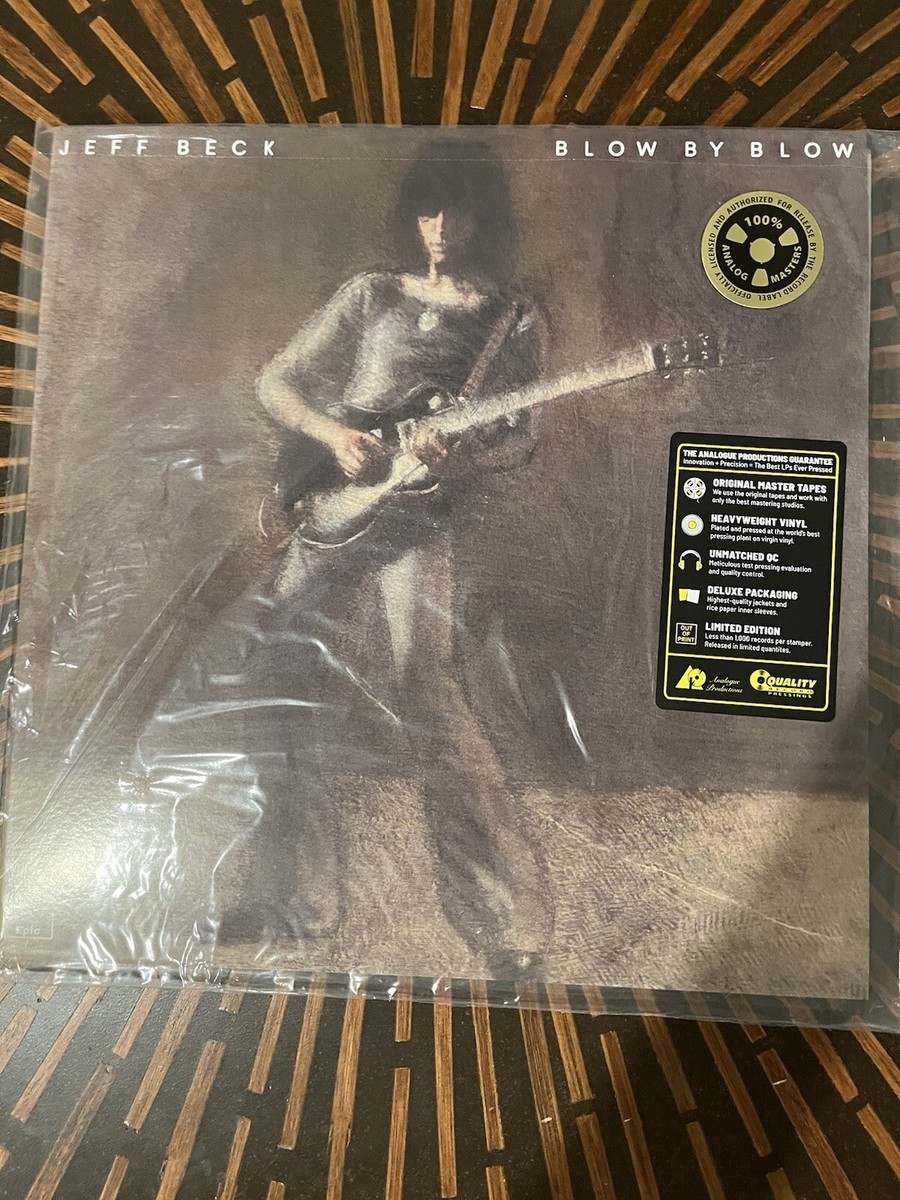 JEFF BECK
BLOW BY BLOW
OFFICIALLY LICENSED AND AUTHORIZED FOR RELEASE BY THE RECORD LABEL
100%
ANALOG MASTERS
THE ANALOGUE PRODUCTIONS GUARANTEE
Innovation + Precision = The Best LPs Ever Pressed
ORIGINAL MASTER TAPES
We use the original tapes and work with
only the best mastering studios.
HEAVYWEIGHT VINYL
Plated and pressed at the world's best
pressing plant on virgin vinyl.
UNMATCHED QC
Meticulous test pressing evaluation
and quality control.
DELUXE PACKAGING
Highest-quality jackets and
rice paper inner sleeves.
OUT
OF
PRINT
LIMITED EDITION
Less than 1,000 records per stamper.
Released in limited quantites.
Analogue
Productions
QUALITY
RECORD
PRESSINGS
Epic